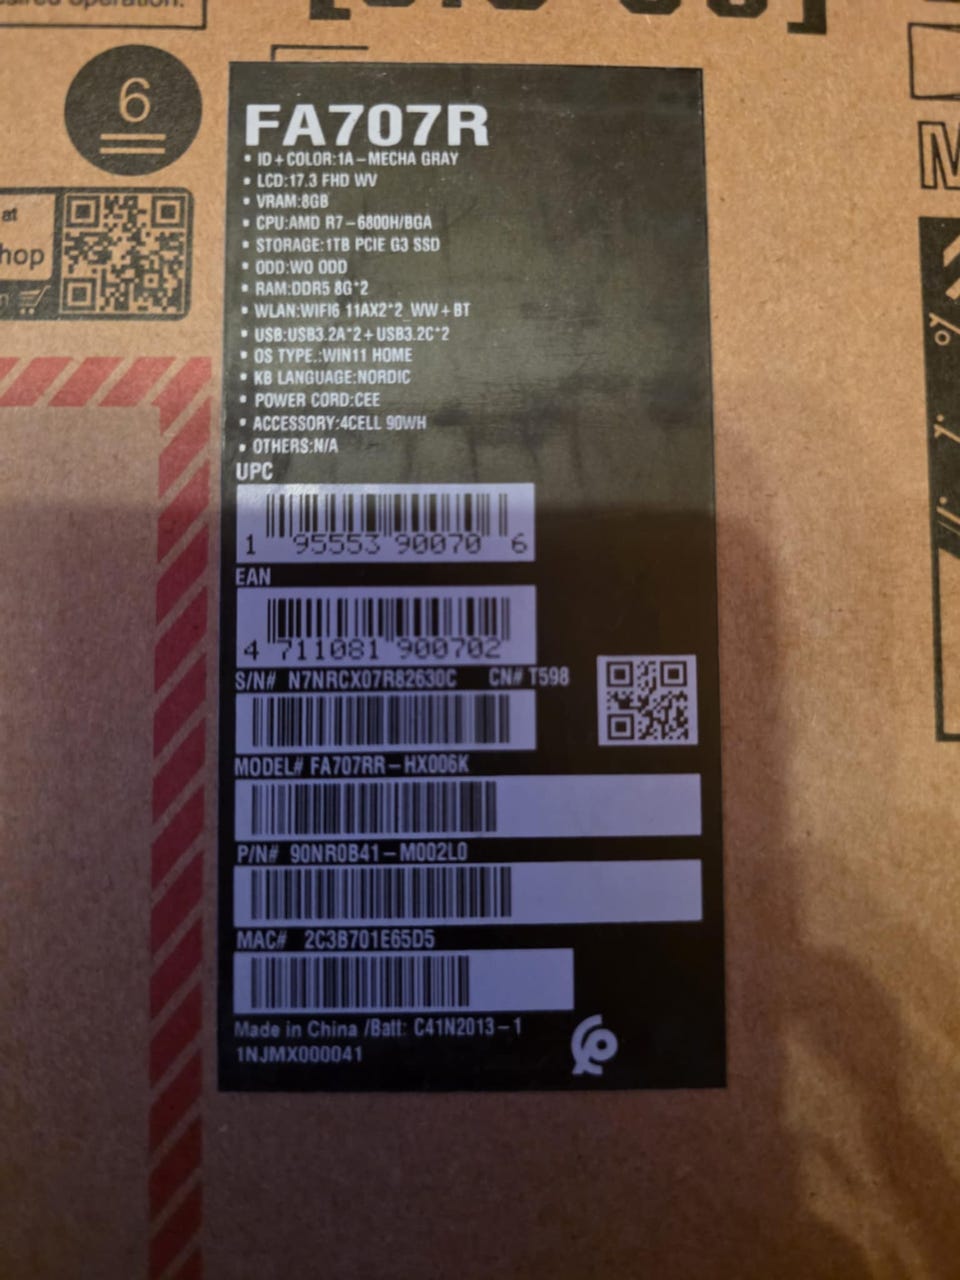 desired operation.
6
at
hop
FA707R
• ID+COLOR:1A-MECHA GRAY
• LCD:17.3 FHD WV
• VRAM:8GB
• CPU:AMD R7-6800H/BGA
• STORAGE:1TB PCIE G3 SSD
• ODD:WO ODD
• RAM:DDR5 8G*2
• WLAN:WIFI6 11AX2*2_WW+BT
• USB:USB3.2A*2+USB3.2C*2
• OS TYPE.:WIN11 HOME
• KB LANGUAGE:NORDIC
• POWER CORD:CEE
• ACCESSORY:4CELL 90WH
• OTHERS:N/A
UPC
1 95553 90070 6
EAN
4 711081 900702
S/N# N7NRCX07R82630C CN# T598
MODEL# FA707RR-HX006K
P/N# 90NR0B41-M002L0
MAC# 2C3B701E65D5
Made in China /Batt: C41N2013-1
1NJMX000041